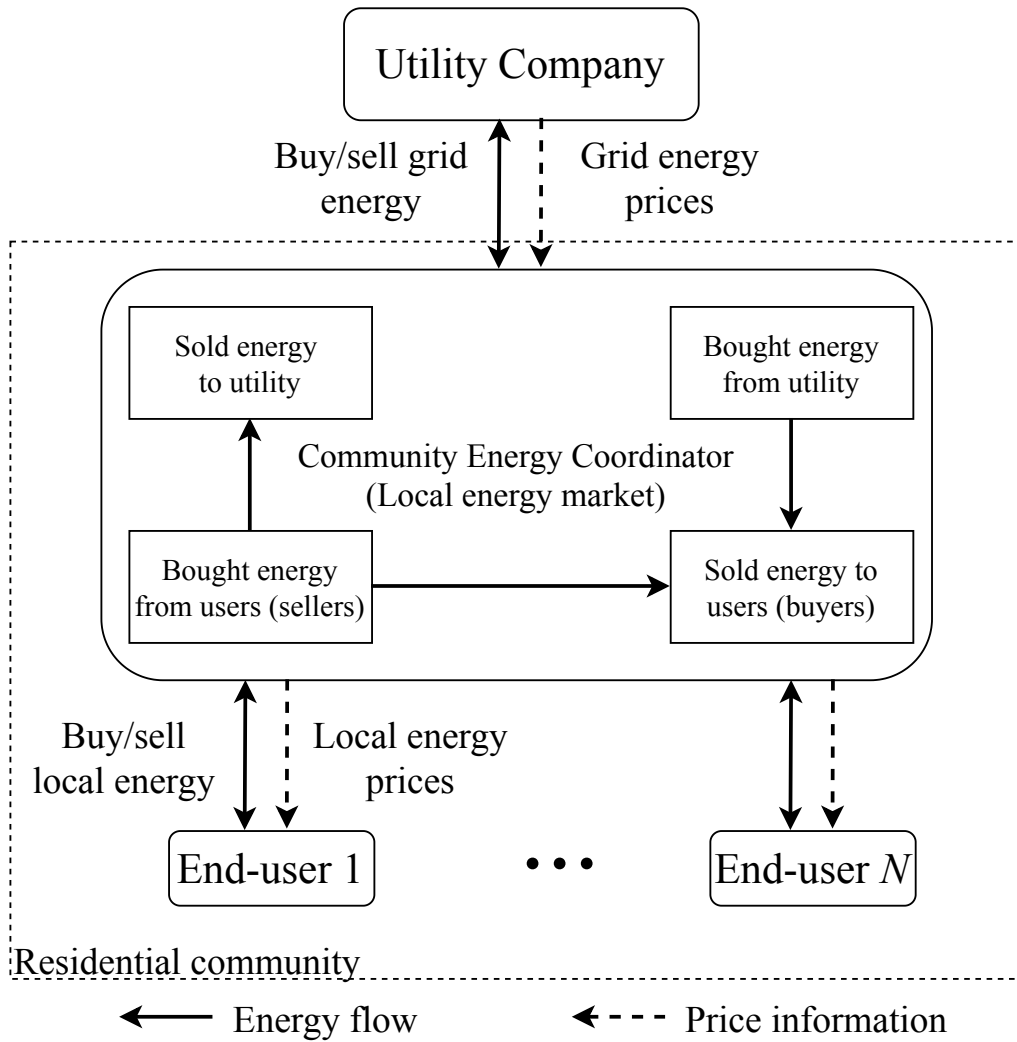 Utility Company
Buy/sell grid
energy
Grid energy
prices
Sold energy
to utility
Bought energy
from utility
Community Energy Coordinator
(Local energy market)
Bought energy
from users (sellers)
Sold energy to
users (buyers)
Buy/sell
local energy
Local energy
prices
End-user 1
•••
End-user N
Residential community
Energy flow
Price information